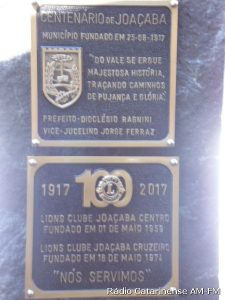 CENTENÁRIO DE JOAÇABA
MUNICÍPIO FUNDADO EM 25-08-1917
"DO VALE SE ERGUE
MAJESTOSA HISTÓRIA,
TRAÇANDO CAMINHOS
DE PUJANÇA E GLÓRIA."
PREFEITO-DIOCLÉSIO RAGNINI
VICE-JUCELINO JORGE FERRAZ
1917 100 2017
LIONS CLUBE JOAÇABA CENTRO
FUNDADO EM 01 DE MAIO 1959
LIONS CLUBE JOAÇABA CRUZEIRO
FUNDADO EM 18 DE MAIO 1974
"NÓS SERVIMOS"
Rádio Catarinense AM-FM